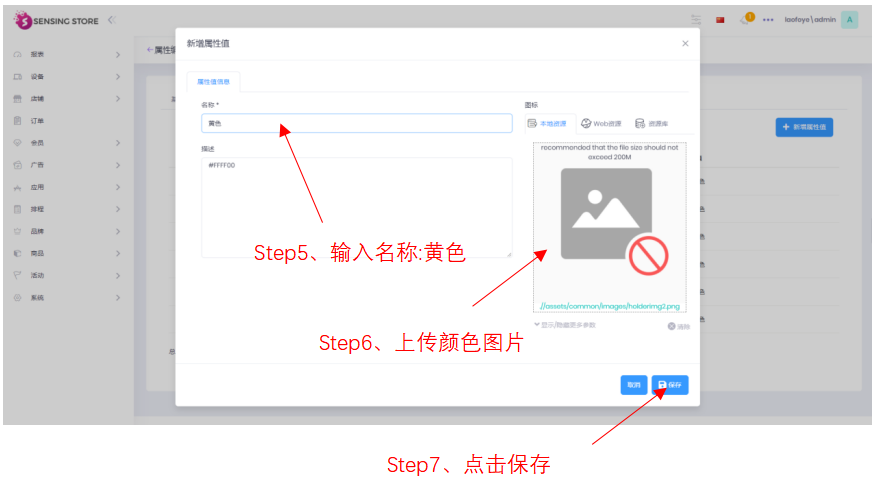 SENSING STORE
laofoye\admin
A
报表
设备
店铺
订单
会员
广告
应用
排程
品牌
商品
活动
系统
新增属性值
属性值信息
名称 *
黄色
描述
#FFFF00
图标
本地资源
Web资源
资源库
recommended that the file size should not
exceed 200M
//assets/common/images/holderimg2.png
显示/隐藏更多参数
清除
取消
保存
+ 新增属性值
Step5、输入名称:黄色
Step6、上传颜色图片
Step7、点击保存